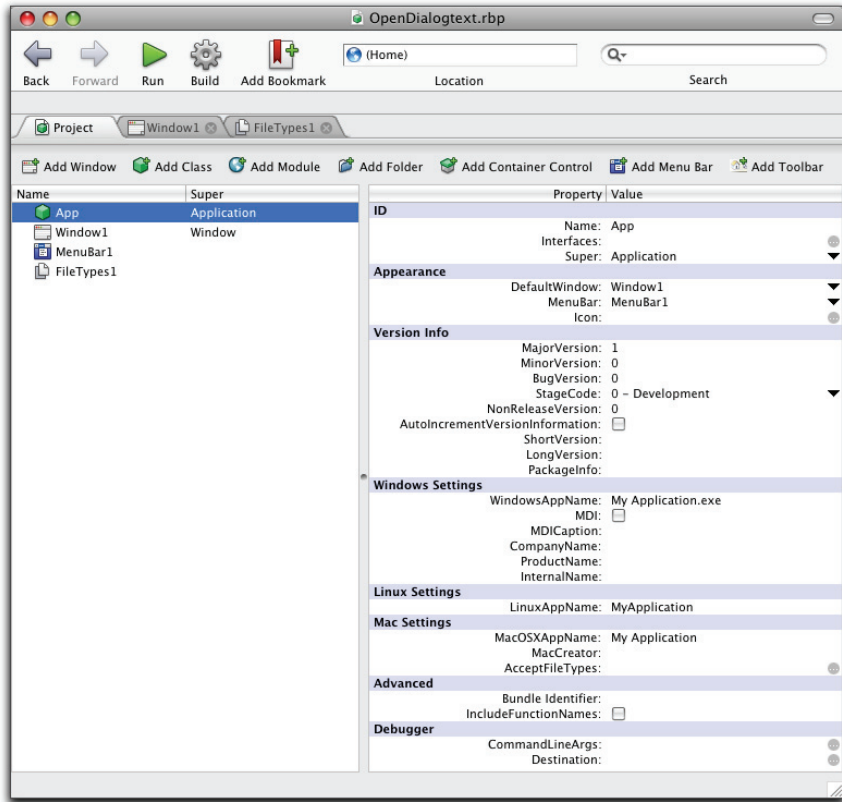 OpenDialogtext.rbp
(Home)
Back Forward Run Build Add Bookmark Location Search
Project Window1 FileTypes1
Add Window Add Class Add Module Add Folder Add Container Control Add Menu Bar Add Toolbar
Name Super
App Application
Window1 Window
MenuBar1
FileTypes1
Property Value
ID
Name: App
Interfaces:
Super: Application
Appearance
DefaultWindow: Window1
MenuBar: MenuBar1
Icon:
Version Info
MajorVersion: 1
MinorVersion: 0
BugVersion: 0
StageCode: 0 - Development
NonReleaseVersion: 0
AutoIncrementVersionInformation:
ShortVersion:
LongVersion:
PackageInfo:
Windows Settings
WindowsAppName: My Application.exe
MDI:
MDICaption:
CompanyName:
ProductName:
InternalName:
Linux Settings
LinuxAppName: MyApplication
Mac Settings
MacOSXAppName: My Application
MacCreator:
AcceptFileTypes:
Advanced
Bundle Identifier:
IncludeFunctionNames:
Debugger
CommandLineArgs:
Destination: